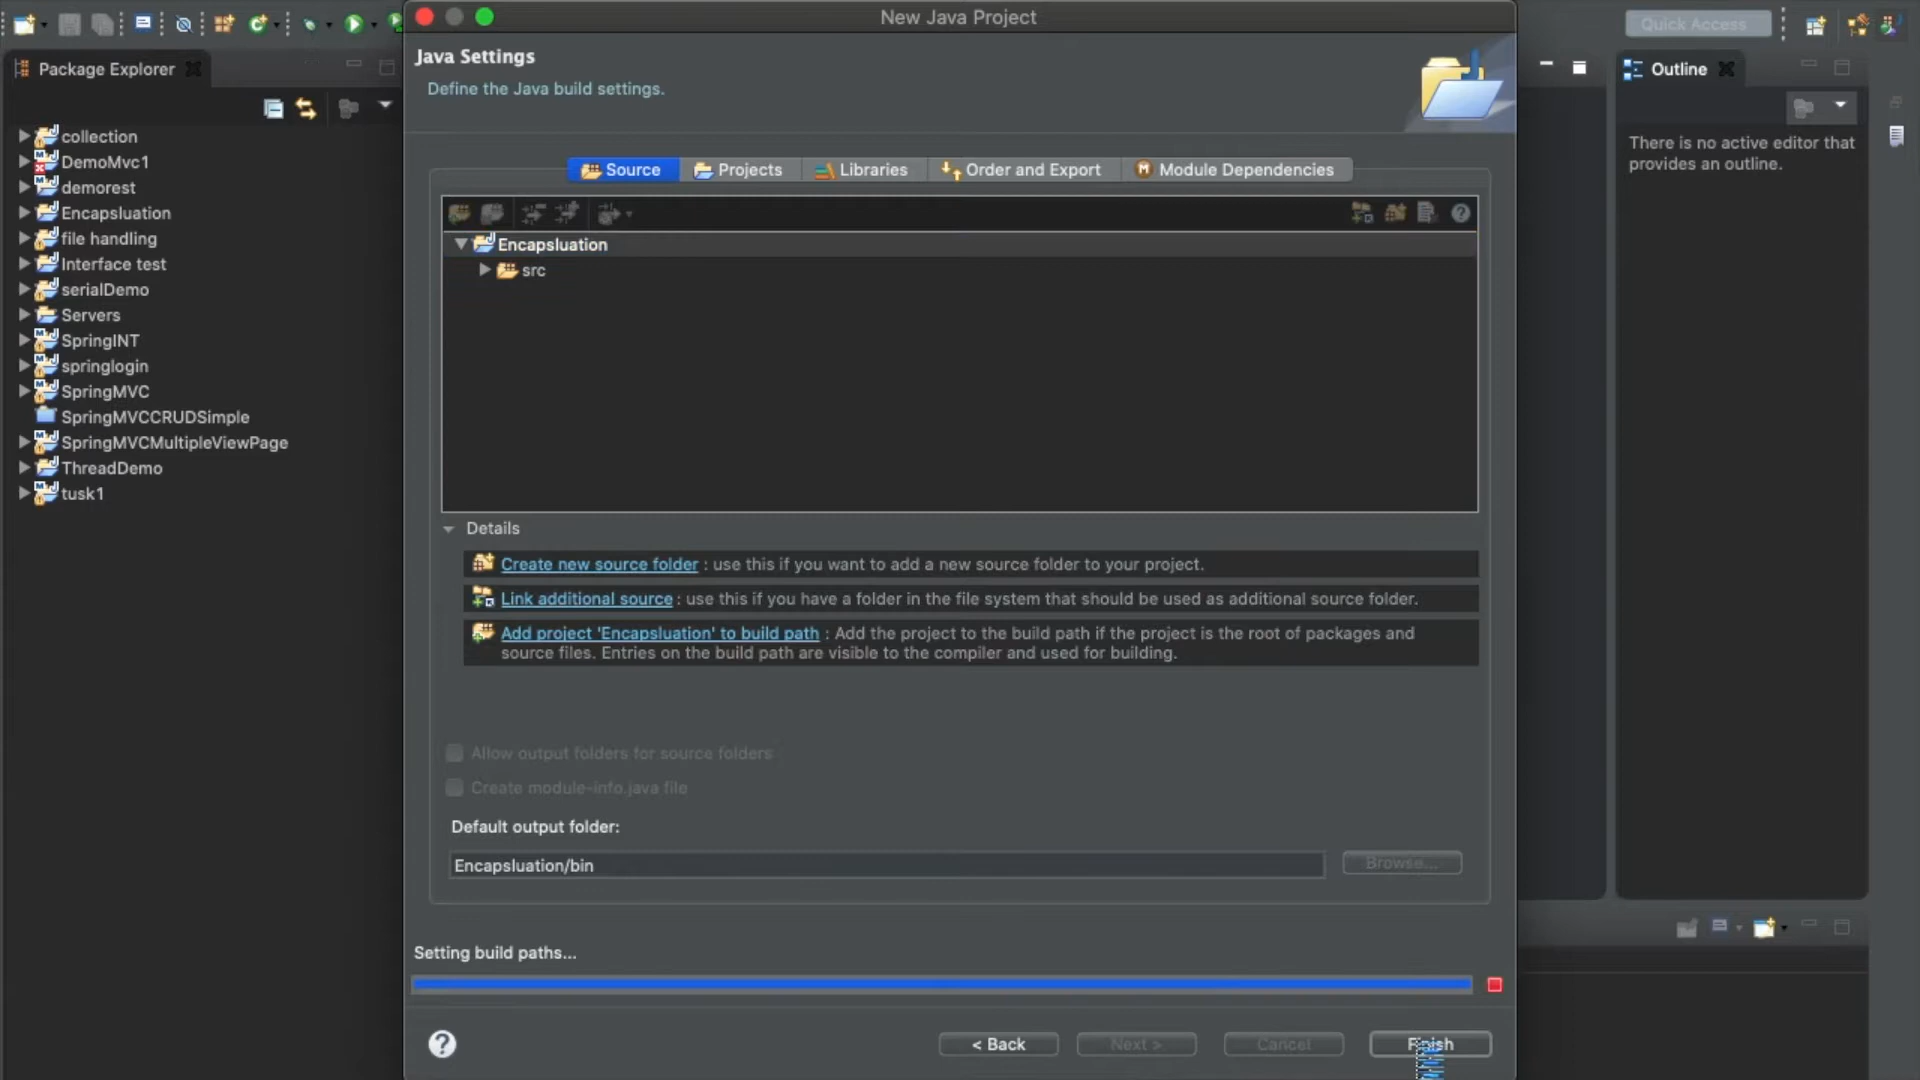 New Java Project
Quick Access
Package Explorer
Java Settings
Define the Java build settings.
Outline
There is no active editor that
provides an outline.
collection
DemoMvc1
demorest
Encapsluation
file handling
Interface test
serialDemo
Servers
SpringINT
springlogin
SpringMVC
SpringMVCCRUDSimple
SpringMVCMultipleViewPage
ThreadDemo
tusk1
Source
Projects
Libraries
Order and Export
Module Dependencies
Encapsluation
src
Details
Create new source folder : use this if you want to add a new source folder to your project.
Link additional source : use this if you have a folder in the file system that should be used as additional source folder.
Add project 'Encapsluation' to build path : Add the project to the build path if the project is the root of packages and
source files. Entries on the build path are visible to the compiler and used for building.
Allow output folders for source folders
Create module-info.java file
Default output folder:
Encapsluation/bin
Browse...
Setting build paths...
< Back
Next >
Cancel
Finish